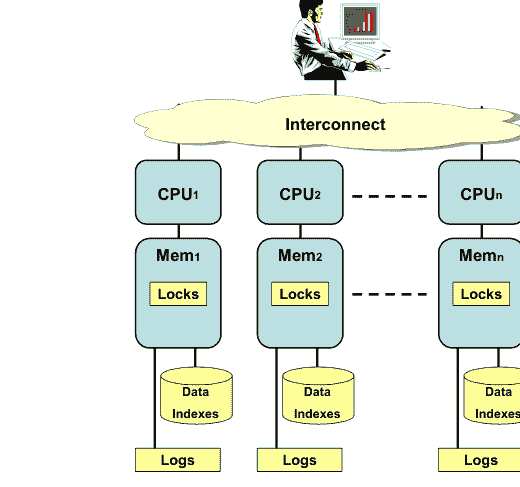 Interconnect
CPU1 CPU2 CPUn
Mem1 Mem2 Memn
Locks Locks Locks
Data Data Data
Indexes Indexes Indexes
Logs Logs Logs